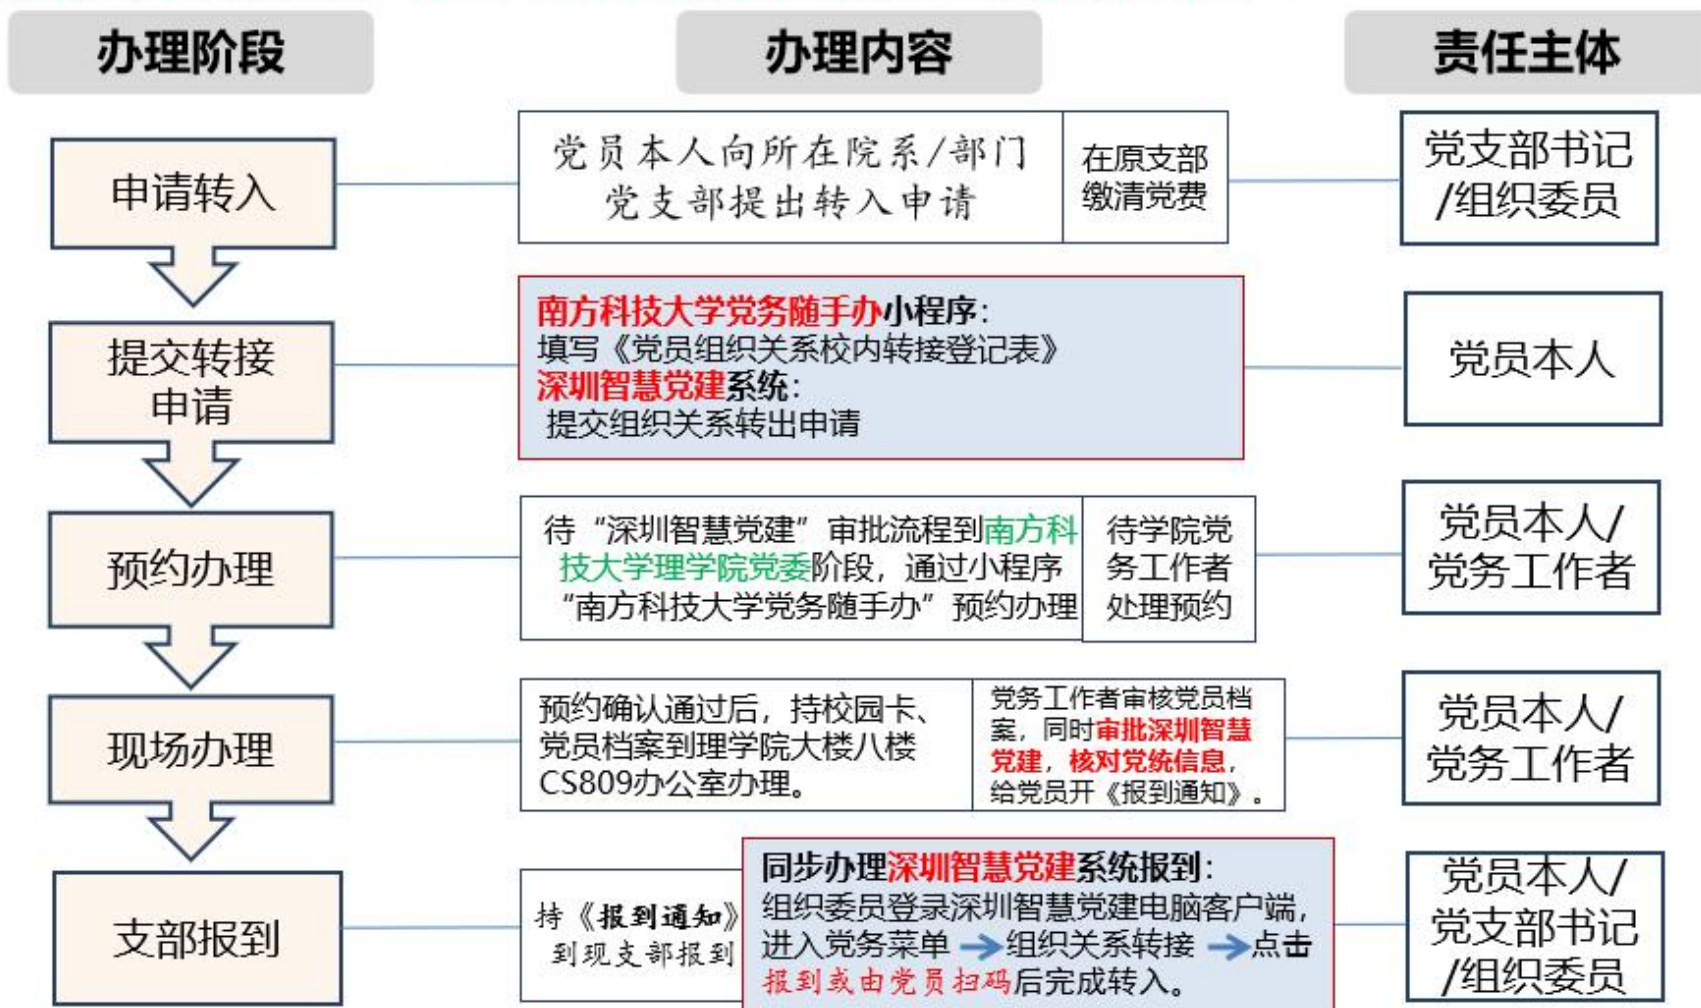 办理阶段
办理内容
责任主体
申请转入
党员本人向所在院系/部门
党支部提出转入申请
在原支部
缴清党费
党支部书记
/组织委员
提交转接
申请
南方科技大学党务随手办小程序：
填写《党员组织关系校内转接登记表》
深圳智慧党建系统：
提交组织关系转出申请
党员本人
预约办理
待“深圳智慧党建”审批流程到南方科
技大学理学院党委阶段，通过小程序
“南方科技大学党务随手办”预约办理
待学院党
务工作者
处理预约
党员本人/
党务工作者
现场办理
预约确认通过后，持校园卡、
党员档案到理学院大楼八楼
CS809办公室办理。
党务工作者审核党员档
案，同时审批深圳智慧
党建，核对党统信息，
给党员开《报到通知》。
党员本人/
党务工作者
支部报到
持《报到通知》
到现支部报到
同步办理深圳智慧党建系统报到：
组织委员登录深圳智慧党建电脑客户端，
进入党务菜单→组织关系转接→点击
报到或由党员扫码后完成转入。
党员本人/
党支部书记
/组织委员